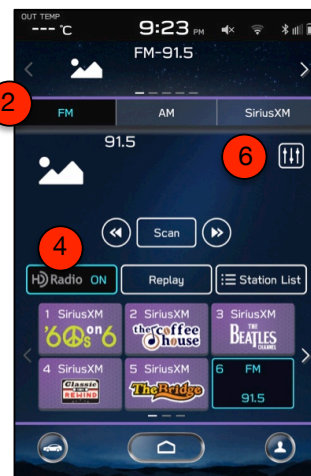 OUT TEMP
--- °C
9:23 PM
FM-91.5
2
FM
AM
SiriusXM
91.5
6
Scan
4
HD Radio ON
Replay
Station List
1 SiriusXM
2 SiriusXM
3 SiriusXM
'60s on 6
the coffee house
THE BEATLES CHANNEL
4 SiriusXM
5 SiriusXM
6 FM
Classic REWIND
The Bridge
91.5